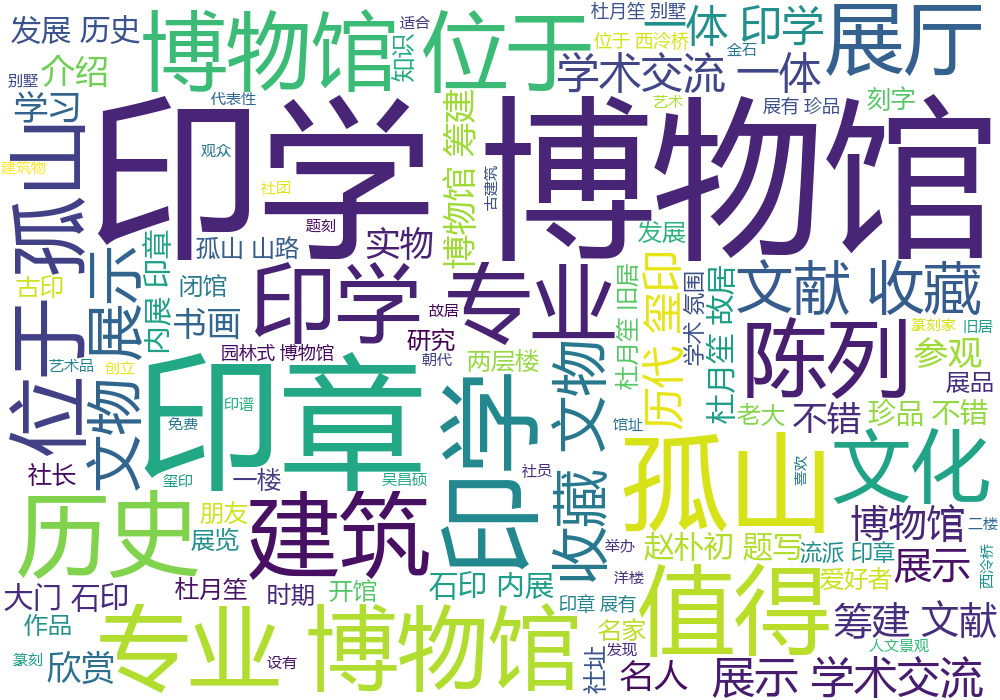 发展 历史
博物馆 位于
适合
杜月笙 别墅
一体 印学
展厅
位于 西泠桥
金石
知识
介绍
学术交流 一体
别墅
学习
代表性
艺术
展有 珍品
刻字
印学 博物馆
位于 孤山
建筑物
观众
社团
题刻
博物馆 筹建
古建筑
内展 印章
孤山 山路
实物
发展
古印
展示
闭馆
书画
印学 专业
故居
杜月笙 旧居
历代 玺印
学术 氛围
杜月笙 故居
文献 收藏
研究
园林式 博物馆
朝代
两层楼
陈列
篆刻家
旧居
参观
展品
艺术品
创立
文物
印章
印谱
免费
印学
收藏 文物
馆址
老大
不错
珍品 不错
孤山
文化
喜欢
社长
玺印
一楼
吴昌硕
社员
历史
朋友
展览
建筑
举办
赵朴初 题写
流派 印章
博物馆
二楼
展示
西泠桥
大门 石印
杜月笙
时期
开馆
石印 内展
洋楼
值得
爱好者
作品
专业 博物馆
印章 展有
名家
筹建 文献
人文景观
篆刻
欣赏
设有
社址
发现
名人
展示 学术交流